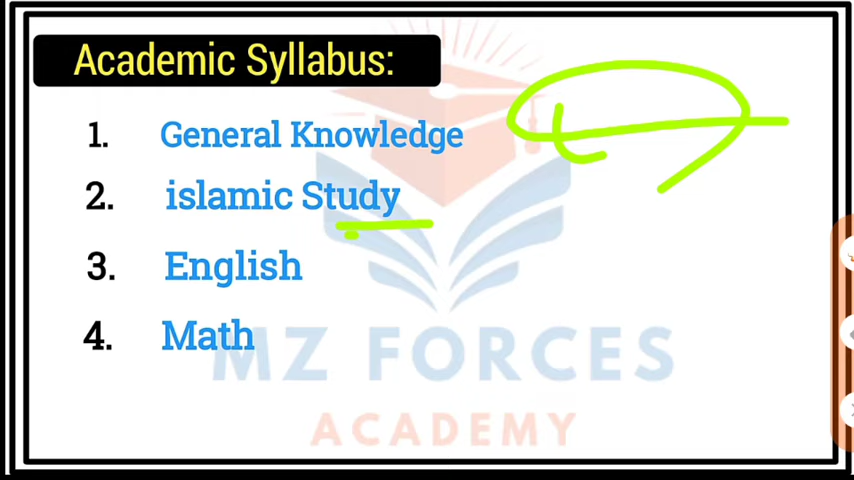 Academic Syllabus:
1. General Knowledge
2. islamic Study
3. English
4. Math
MZ FORCES
ACADEMY